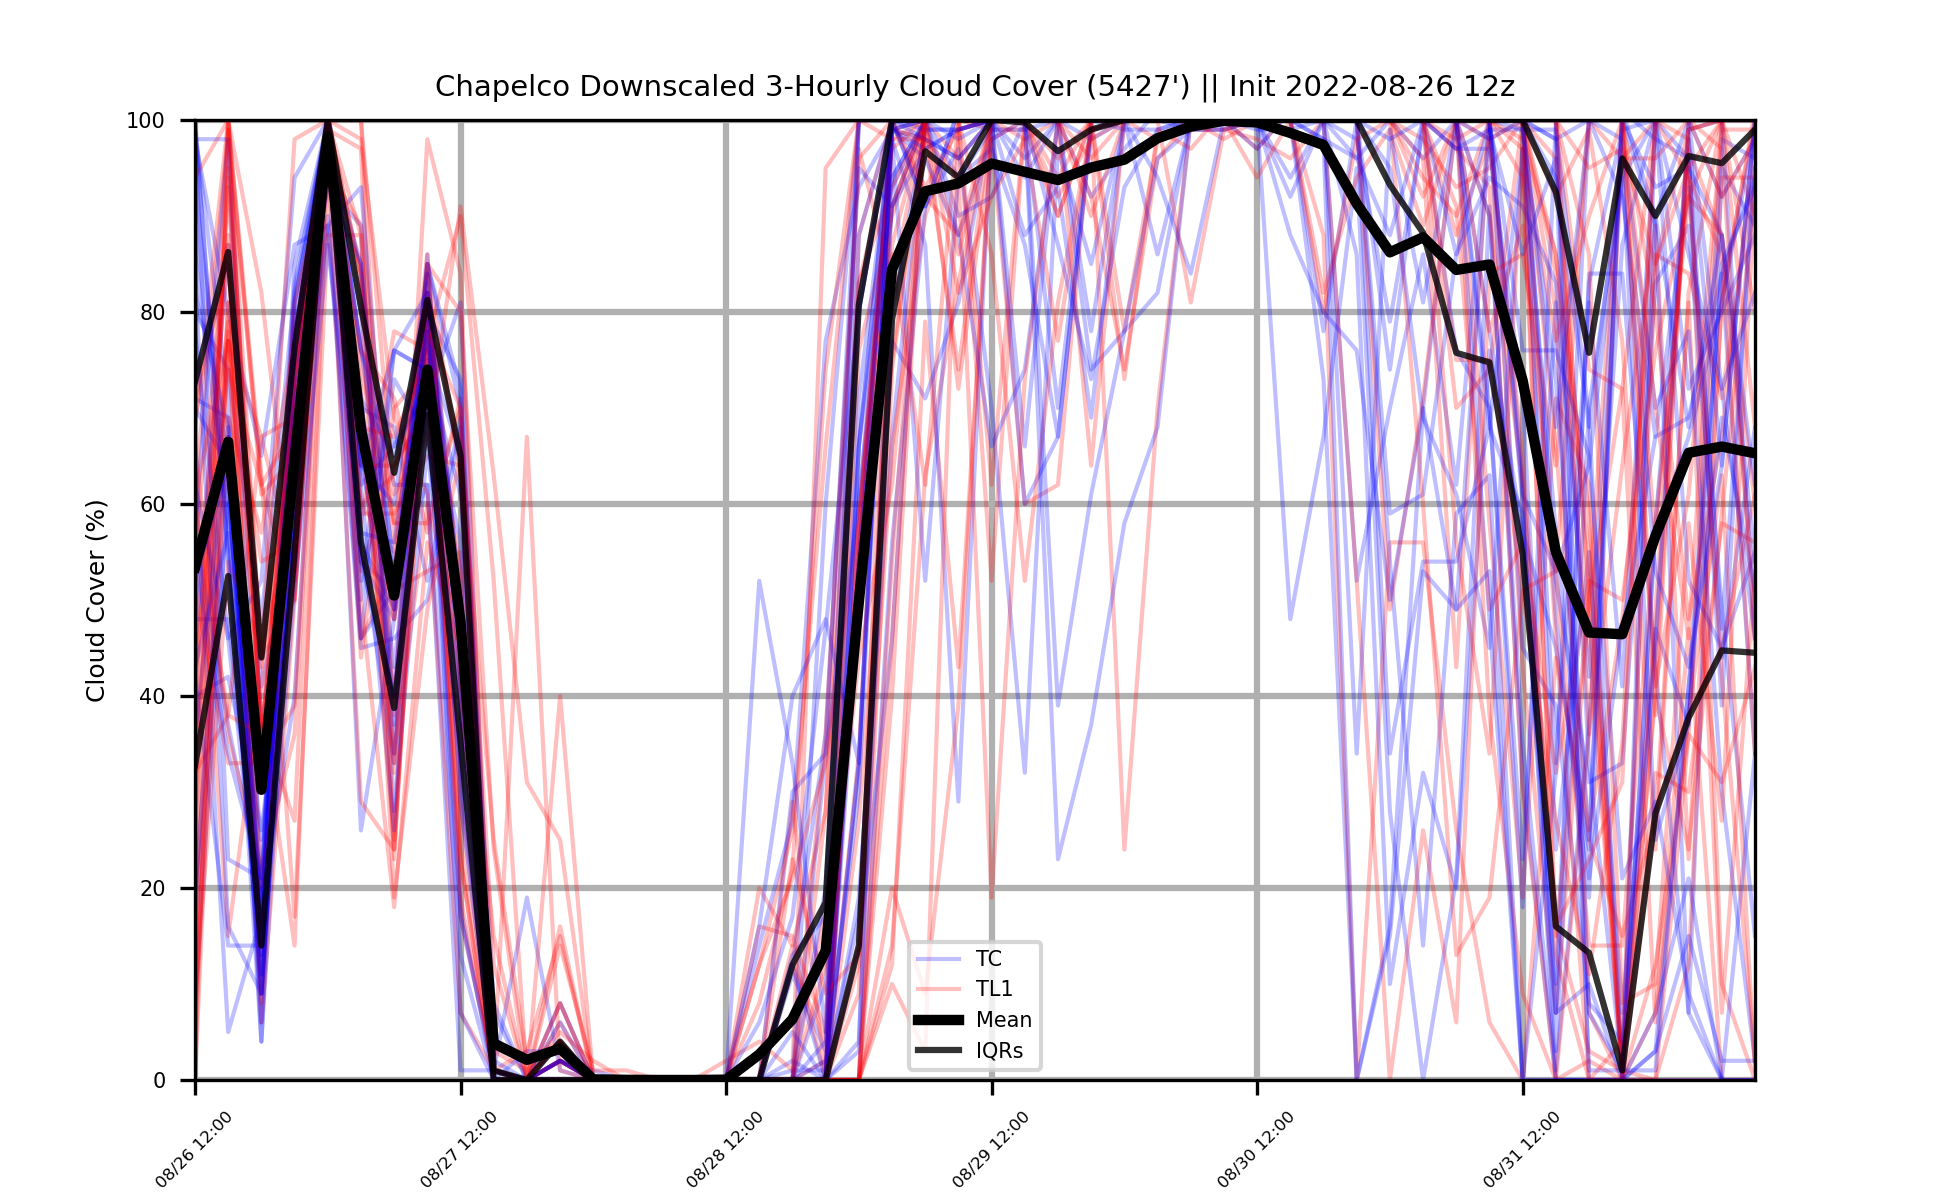 Chapelco Downscaled 3-Hourly Cloud Cover (5427') || Init 2022-08-26 12z
Cloud Cover (%)
100
80
60
40
20
0
TC
TL1
Mean
IQRs
08/26 12:00
08/27 12:00
08/28 12:00
08/29 12:00
08/30 12:00
08/31 12:00